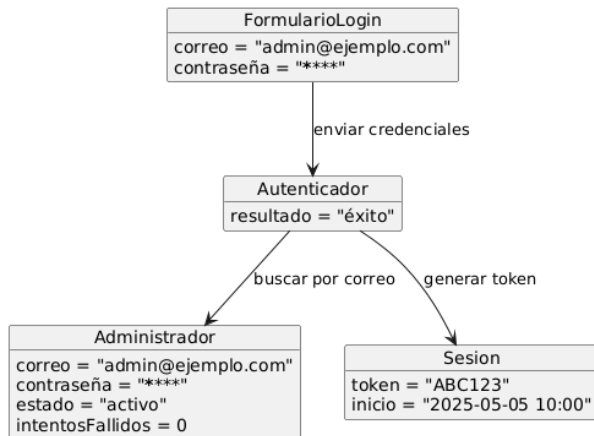 FormularioLogin
correo = "admin@ejemplo.com"
contraseña = "*****"
enviar credenciales
Autenticador
resultado = "éxito"
buscar por correo
generar token
Administrador
correo = "admin@ejemplo.com"
contraseña = "*****"
estado = "activo"
intentosFallidos = 0
Sesion
token = "ABC123"
inicio = "2025-05-05 10:00"